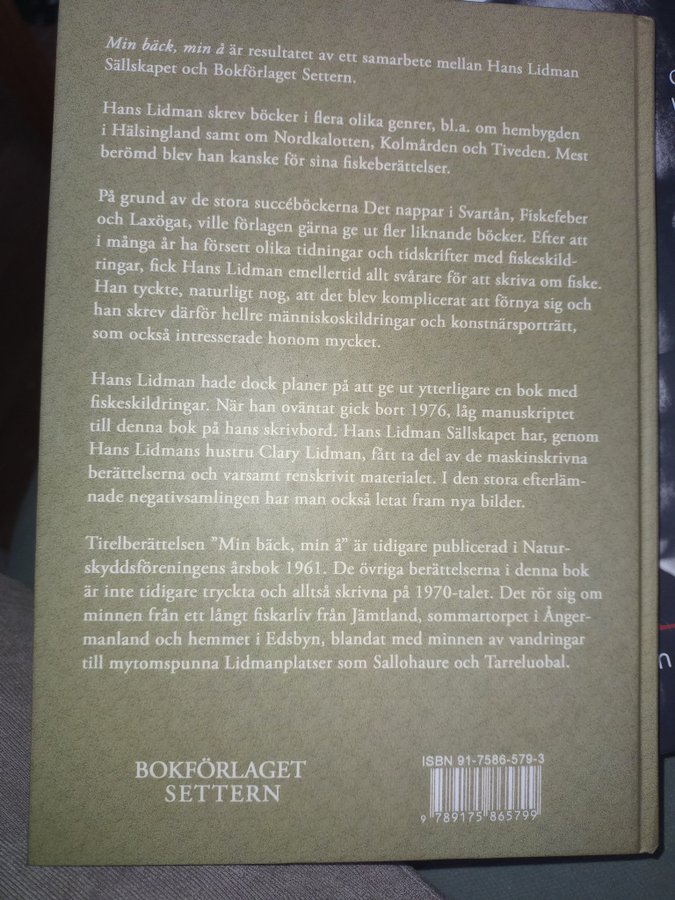 Min bäck, min å är resultatet av ett samarbete mellan Hans Lidman
Sällskapet och Bokförlaget Settern.
Hans Lidman skrev böcker i flera olika genrer, bl.a. om hembygden
i Hälsingland samt om Nordkalotten, Kolmården och Tiveden. Mest
berömd blev han kanske för sina fiskeberättelser.
På grund av de stora succéböckerna Det nappar i Svartån, Fiskefeber
och Laxögat, ville förlagen gärna ge ut fler liknande böcker. Efter att
i många år ha försett olika tidningar och tidskrifter med fiskeskild-
ringar, fick Hans Lidman emellertid allt svårare för att skriva om fiske.
Han tyckte, naturligt nog, att det blev komplicerat att förnya sig och
han skrev därför hellre människoskildringar och konstnärsporträtt,
som också intresserade honom mycket.
Hans Lidman hade dock planer på att ge ut ytterligare en bok med
fiskeskildringar. När han oväntat gick bort 1976, låg manuskriptet
till denna bok på hans skrivbord. Hans Lidman Sällskapet har, genom
Hans Lidmans hustru Clary Lidman, fått ta del av de maskinskrivna
berättelserna och varsamt renskrivit materialet. I den stora efterläm-
nade negativsamlingen har man också letat fram nya bilder.
Titelberättelsen ”Min bäck, min å” är tidigare publicerad i Natur-
skyddsföreningens årsbok 1961. De övriga berättelserna i denna bok
är inte tidigare tryckta och alltså skrivna på 1970-talet. Det rör sig om
minnen från ett långt fiskarliv från Jämtland, sommartorpet i Ånger-
manland och hemmet i Edsbyn, blandat med minnen av vandringar
till mytomspunna Lidmanplatser som Sallohaure och Tarreluobal.
BOKFÖRLAGET
SETTERN
ISBN 91-7586-579-3
9 789175 865799